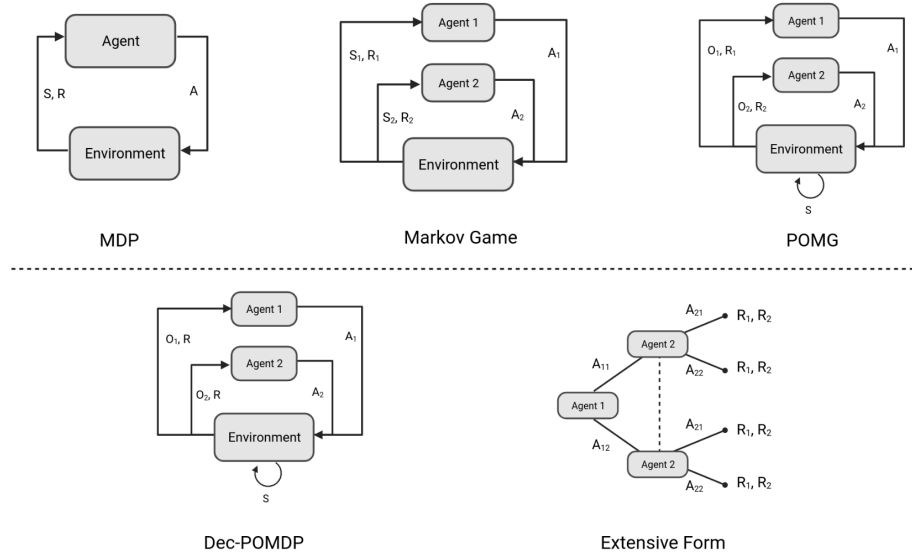 Agent
S, R
A
Environment
MDP
Agent 1
S₁, R₁
A₁
Agent 2
S₂, R₂
A₂
Environment
Markov Game
Agent 1
O₁, R₁
A₁
Agent 2
O₂, R₂
A₂
Environment
S
POMG
Agent 1
O₁, R
A₁
Agent 2
O₂, R
A₂
Environment
S
Dec-POMDP
A₂₁
R₁, R₂
Agent 2
A₁₁
A₂₂
R₁, R₂
Agent 1
A₁₂
A₂₁
R₁, R₂
Agent 2
A₂₂
R₁, R₂
Extensive Form